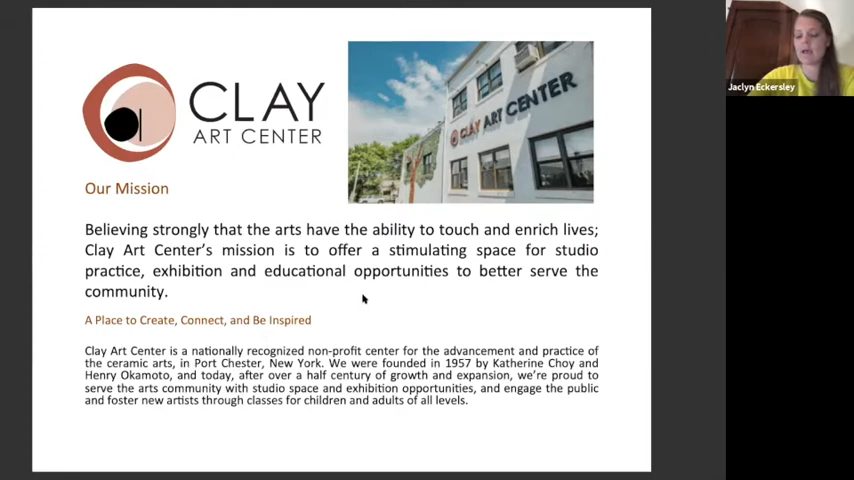 CLAY
ART CENTER
CLAY ART CENTER
Jaclyn Eckersley
Our Mission
Believing strongly that the arts have the ability to touch and enrich lives;
Clay Art Center's mission is to offer a stimulating space for studio
practice, exhibition and educational opportunities to better serve the
community.
A Place to Create, Connect, and Be Inspired
Clay Art Center is a nationally recognized non-profit center for the advancement and practice of
the ceramic arts, in Port Chester, New York. We were founded in 1957 by Katherine Choy and
Henry Okamoto, and today, after over a half century of growth and expansion, we're proud to
serve the arts community with studio space and exhibition opportunities, and engage the public
and foster new artists through classes for children and adults of all levels.